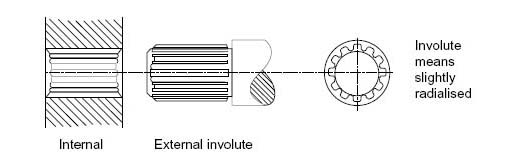 Involute
means
slightly
radialised
Internal
External involute